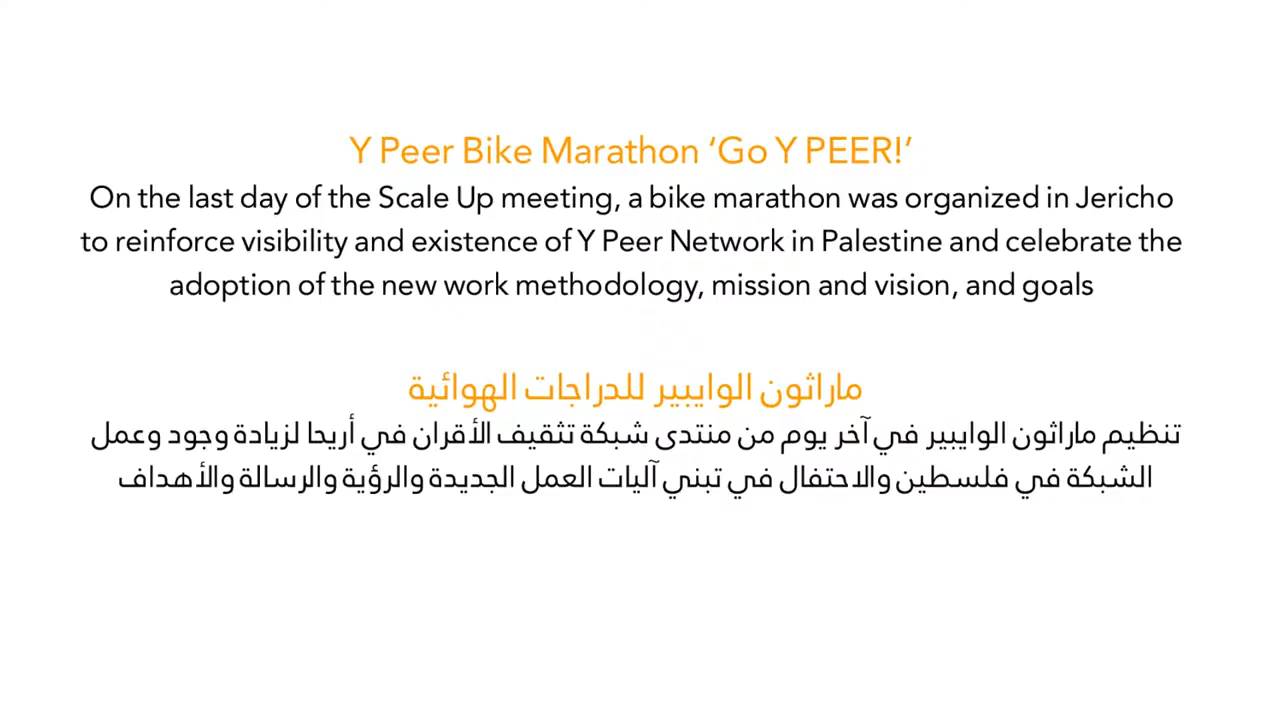 Y Peer Bike Marathon ‘Go Y PEER!’
On the last day of the Scale Up meeting, a bike marathon was organized in Jericho
to reinforce visibility and existence of Y Peer Network in Palestine and celebrate the
adoption of the new work methodology, mission and vision, and goals
ماراثون الوايبير للدراجات الهوائية
تنظيم ماراثون الوايبير في آخر يوم من منتدى شبكة تثقيف الأقران في أريحا لزيادة وجود وعمل
الشبكة في فلسطين والاحتفال في تبني آليات العمل الجديدة والرؤية والرسالة والأهداف